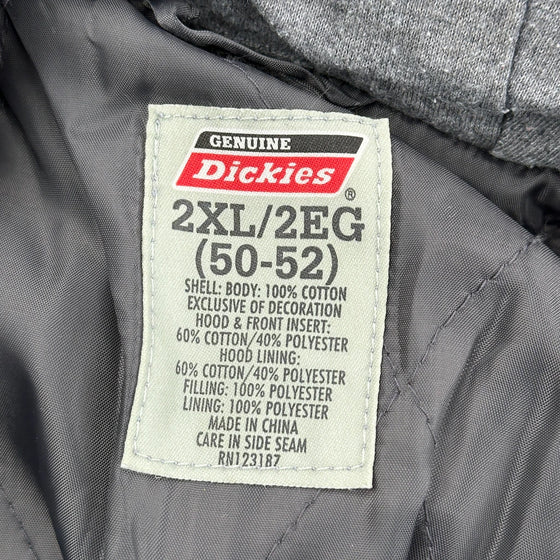 GENUINE
Dickies®
2XL/2EG
(50-52)
SHELL: BODY: 100% COTTON
EXCLUSIVE OF DECORATION
HOOD & FRONT INSERT:
60% COTTON/40% POLYESTER
HOOD LINING:
60% COTTON/40% POLYESTER
FILLING: 100% POLYESTER
LINING: 100% POLYESTER
MADE IN CHINA
CARE IN SIDE SEAM
RN123187